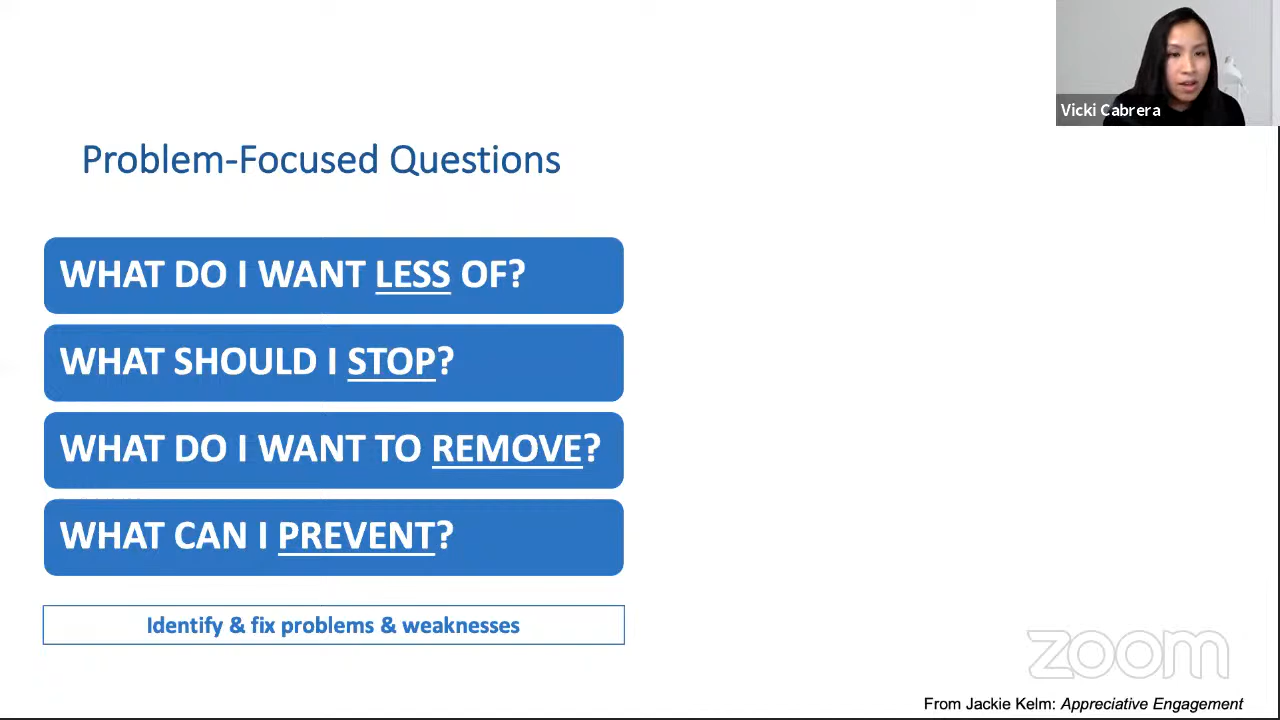 Vicki Cabrera
Problem-Focused Questions
WHAT DO I WANT LESS OF?
WHAT SHOULD I STOP?
WHAT DO I WANT TO REMOVE?
WHAT CAN I PREVENT?
Identify & fix problems & weaknesses
zoom
From Jackie Kelm: Appreciative Engagement